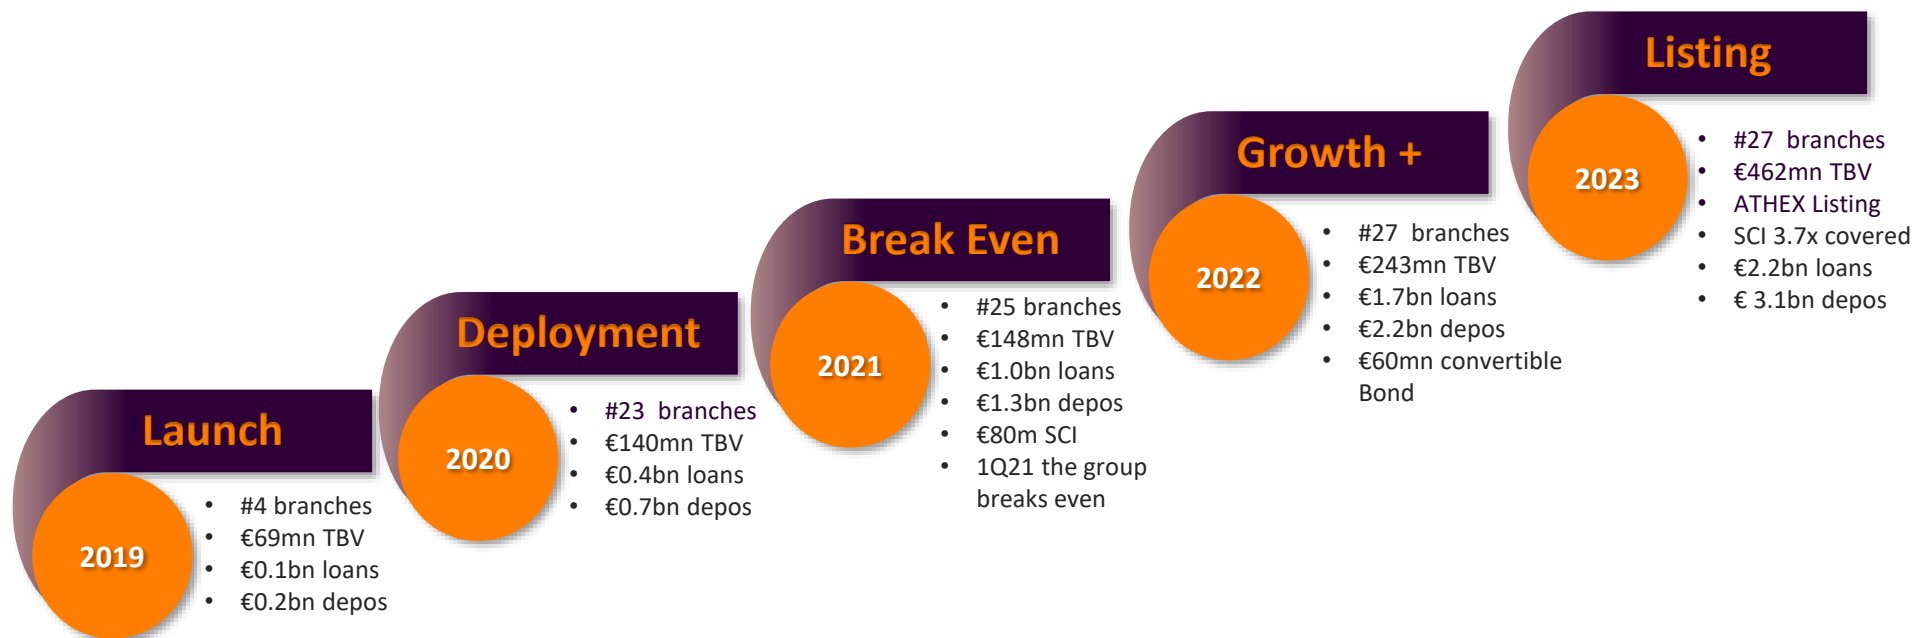 Launch
2019
• #4 branches
• €69mn TBV
• €0.1bn loans
• €0.2bn depos
Deployment
2020
• #23 branches
• €140mn TBV
• €0.4bn loans
• €0.7bn depos
Break Even
2021
• #25 branches
• €148mn TBV
• €1.0bn loans
• €1.3bn depos
• €80m SCI
• 1Q21 the group
breaks even
Growth +
2022
• #27 branches
• €243mn TBV
• €1.7bn loans
• €2.2bn depos
• €60mn convertible
Bond
Listing
2023
• #27 branches
• €462mn TBV
• ATHEX Listing
• SCI 3.7x covered
• €2.2bn loans
• € 3.1bn depos